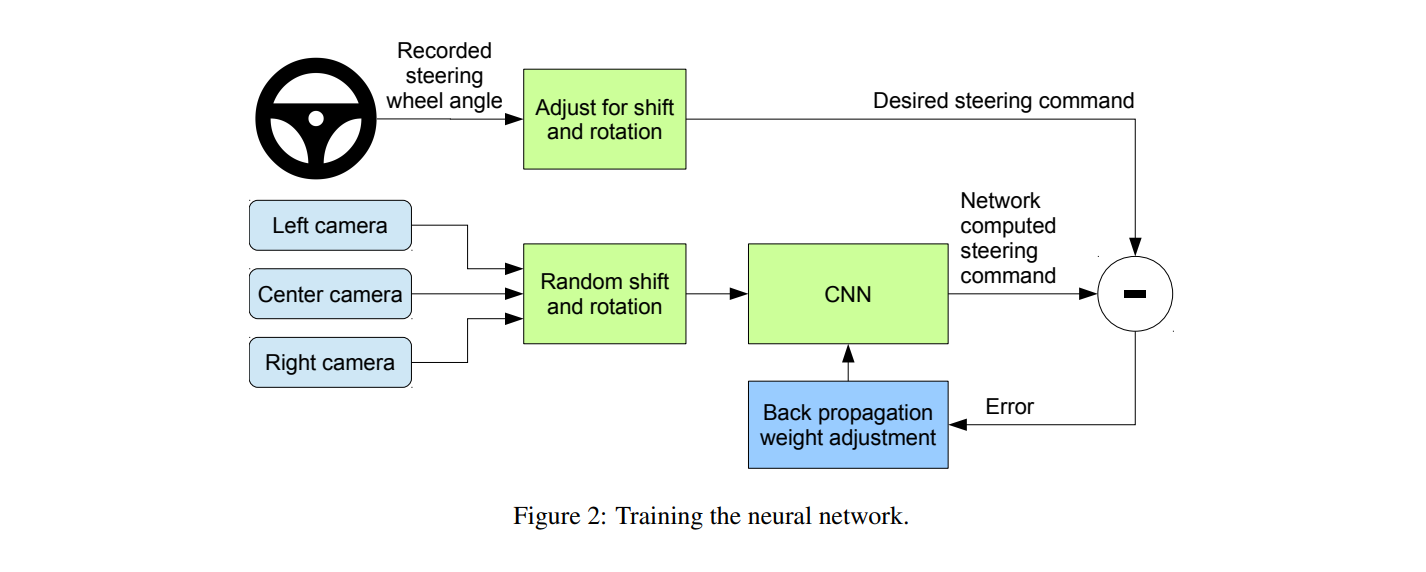 Recorded
steering
wheel angle
Adjust for shift
and rotation
Desired steering command
Left camera
Center camera
Right camera
Random shift
and rotation
CNN
Network
computed
steering
command
-
Back propagation
weight adjustment
Error
Figure 2: Training the neural network.